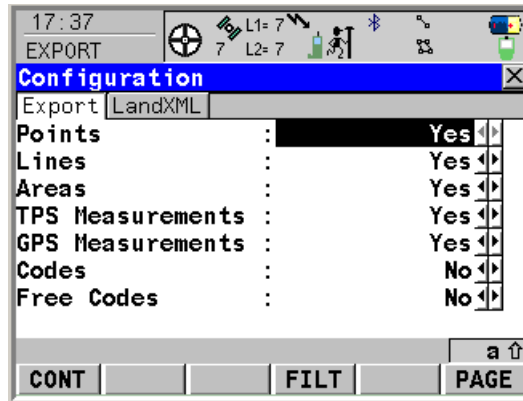 17:37
EXPORT
L1= 7
7 L2= 7
Configuration
Export LandXML
Points : Yes
Lines : Yes
Areas : Yes
TPS Measurements : Yes
GPS Measurements : Yes
Codes : No
Free Codes : No
a
CONT FILT PAGE